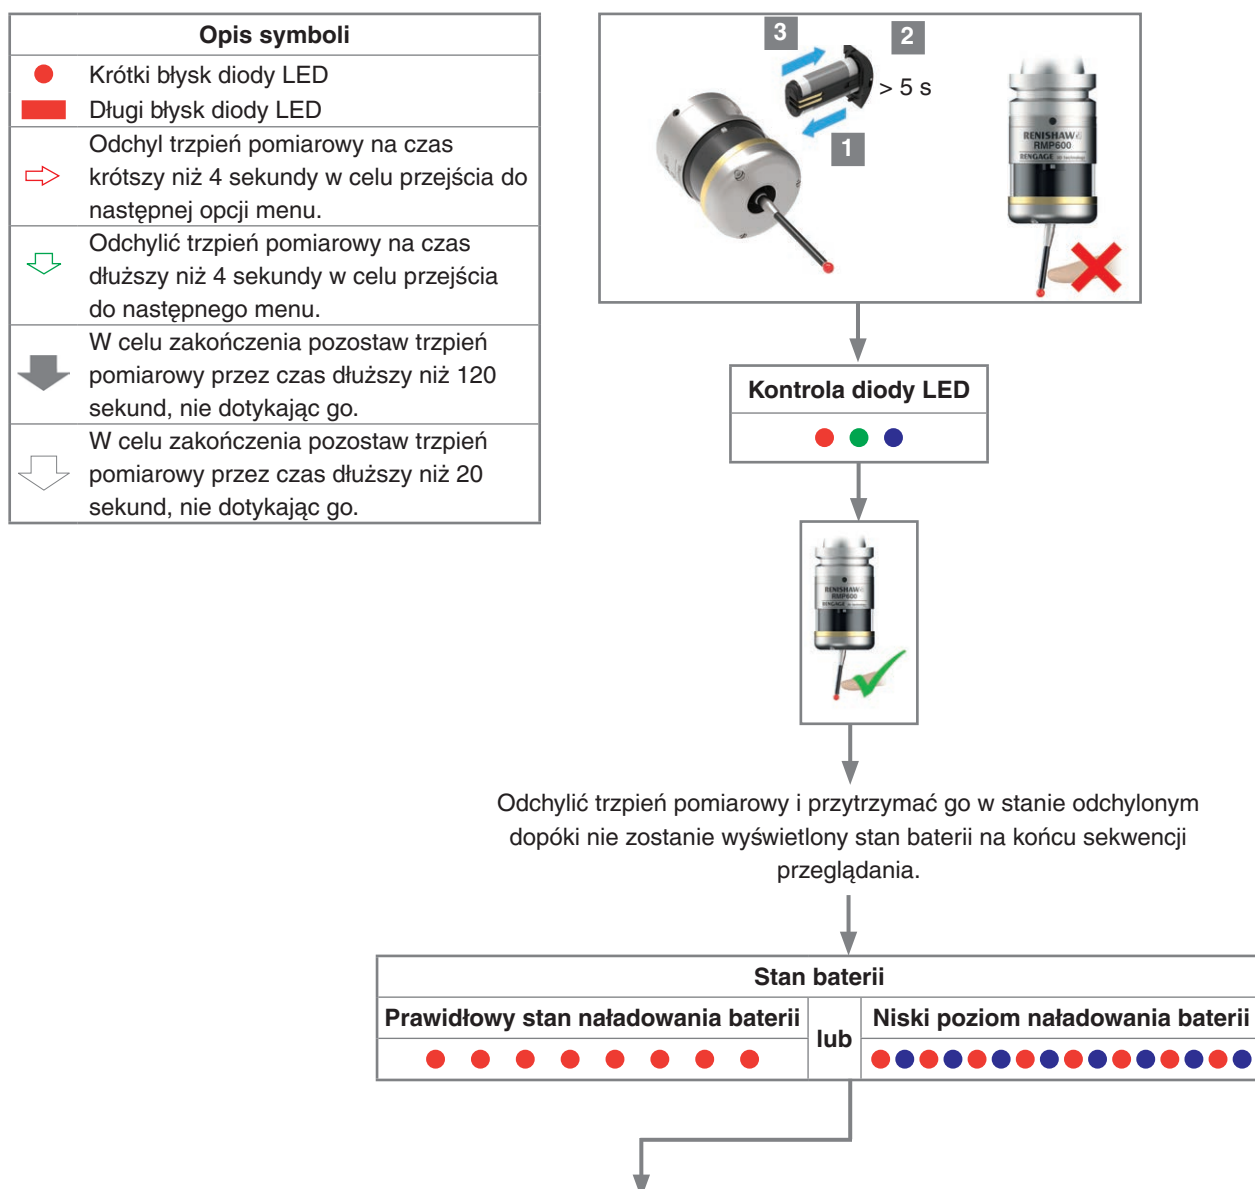 Opis symboli
Krótki błysk diody LED
Długi błysk diody LED
Odchyl trzpień pomiarowy na czas
krótszy niż 4 sekundy w celu przejścia do
następnej opcji menu.
Odchylić trzpień pomiarowy na czas
dłuższy niż 4 sekundy w celu przejścia
do następnego menu.
W celu zakończenia pozostaw trzpień
pomiarowy przez czas dłuższy niż 120
sekund, nie dotykając go.
W celu zakończenia pozostaw trzpień
pomiarowy przez czas dłuższy niż 20
sekund, nie dotykając go.
3
2
> 5 s
1
RENISHAW
RMP600
RENGAGE
Kontrola diody LED
RENISHAW
RMP600
RENGAGE
Odchylić trzpień pomiarowy i przytrzymać go w stanie odchylonym
dopóki nie zostanie wyświetlony stan baterii na końcu sekwencji
przeglądania.
Stan baterii
Prawidłowy stan naładowania baterii
lub
Niski poziom naładowania baterii